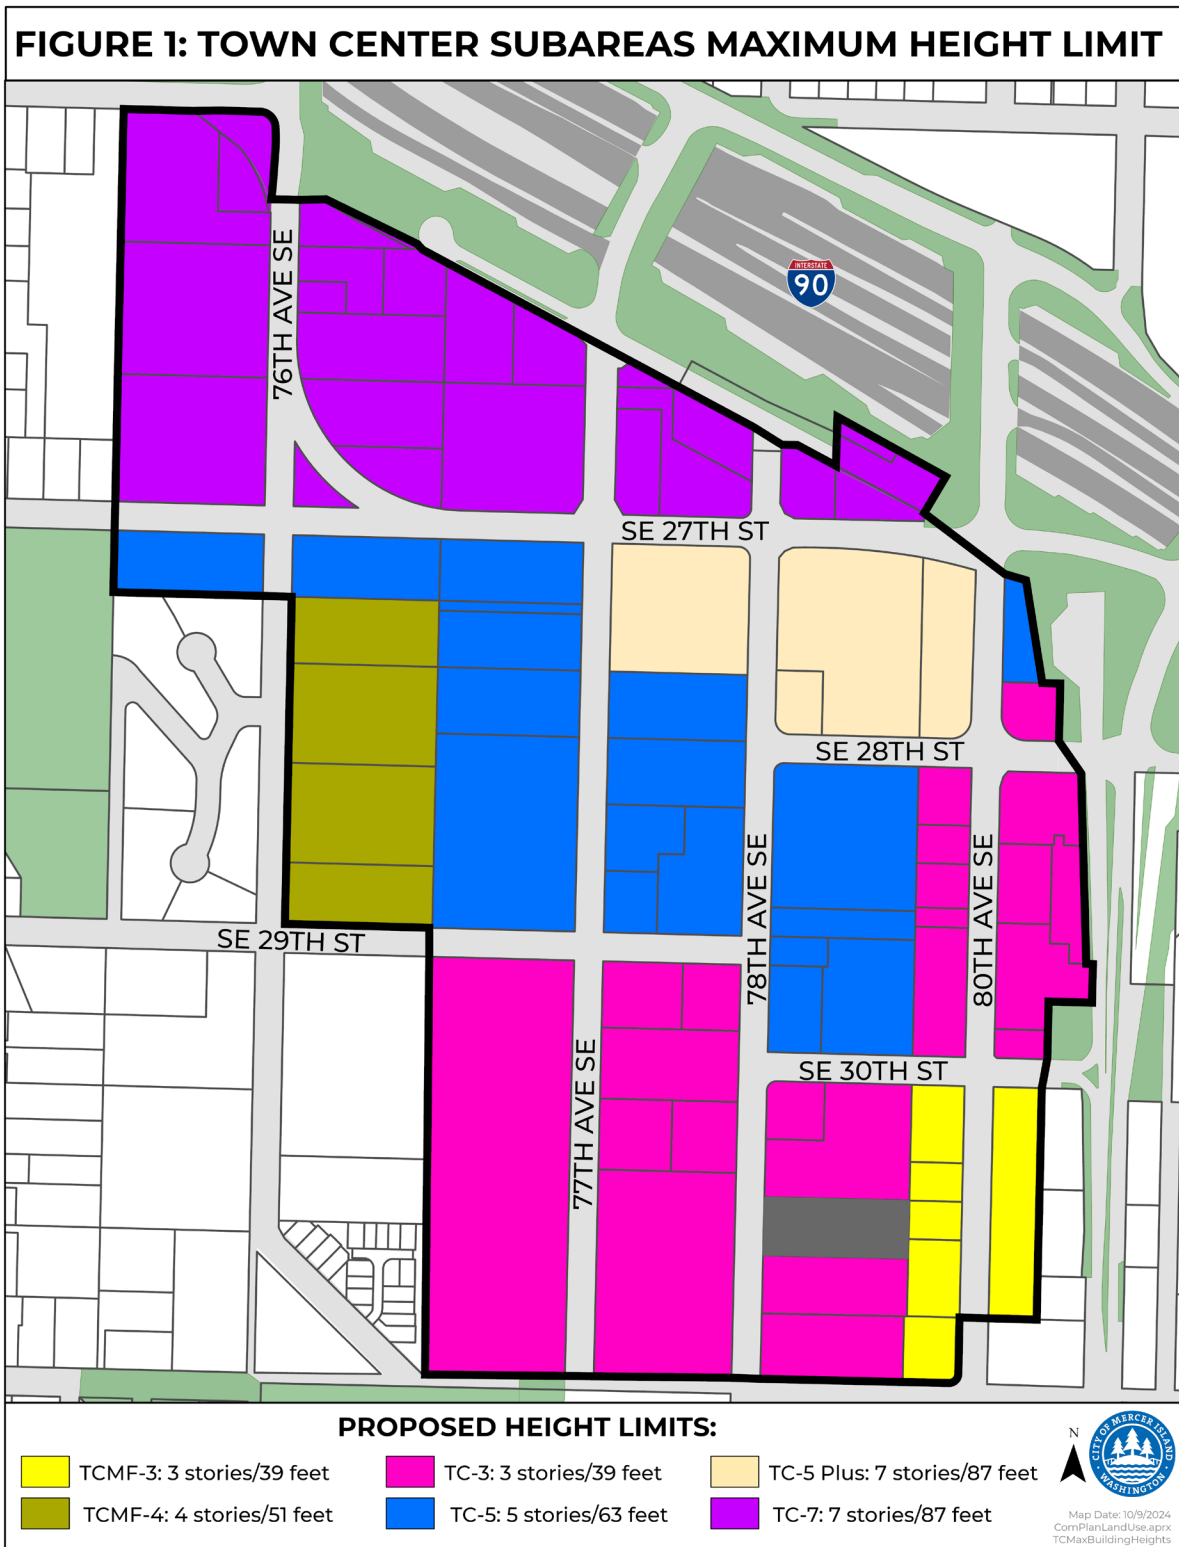 FIGURE 1: TOWN CENTER SUBAREAS MAXIMUM HEIGHT LIMIT
INTERSTATE
90
76TH AVE SE
SE 27TH ST
SE 28TH ST
78TH AVE SE
80TH AVE SE
SE 29TH ST
77TH AVE SE
SE 30TH ST
PROPOSED HEIGHT LIMITS:
TCMF-3: 3 stories/39 feet
TC-3: 3 stories/39 feet
TC-5 Plus: 7 stories/87 feet
TCMF-4: 4 stories/51 feet
TC-5: 5 stories/63 feet
TC-7: 7 stories/87 feet
N
CITY OF MERCER ISLAND
WASHINGTON
Map Date: 10/9/2024
ComPlanLandUse.aprx
TCMaxBuildingHeights